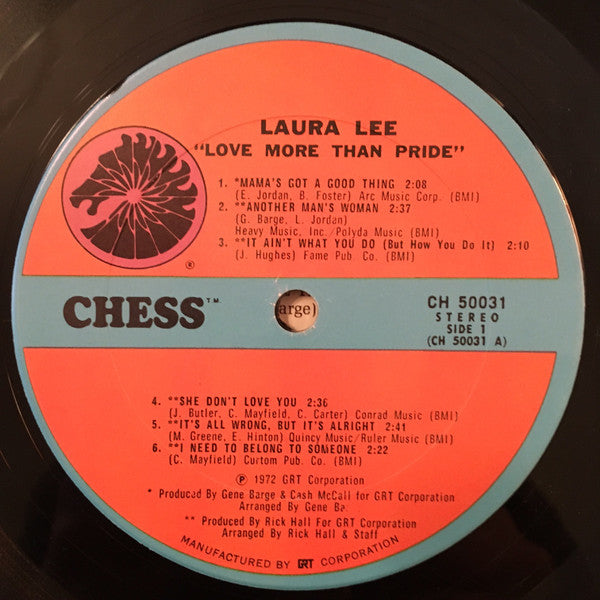 LAURA LEE
"LOVE MORE THAN PRIDE"
1. *MAMA'S GOT A GOOD THING 2:08
(E. Jordan, B. Foster) Arc Music Corp. (BMI)
2. **ANOTHER MAN'S WOMAN 2:37
(G. Barge, L. Jordan)
Heavy Music, Inc./Polyda Music (BMI)
3. **IT AIN'T WHAT YOU DO (But How You Do It) 2:10
(J. Hughes) Fame Pub. Co. (BMI)
®
CHESS™
arge)
CH 50031
STEREO
SIDE 1
(CH 50031 A)
4. **SHE DON'T LOVE YOU 2:36
(J. Butler, C. Mayfield, C. Carter) Conrad Music (BMI)
5. **IT'S ALL WRONG, BUT IT'S ALRIGHT 2:41
(M. Greene, E. Hinton) Quincy Music/Ruler Music (BMI)
6. **I NEED TO BELONG TO SOMEONE 2:22
(C. Mayfield) Curtom Pub. Co. (BMI)
℗ 1972 GRT Corporation
* Produced By Gene Barge & Cash McCall for GRT Corporation
Arranged By Gene Ba
** Produced By Rick Hall For GRT Corporation
Arranged By Rick Hall & Staff
MANUFACTURED BY GRT CORPORATION